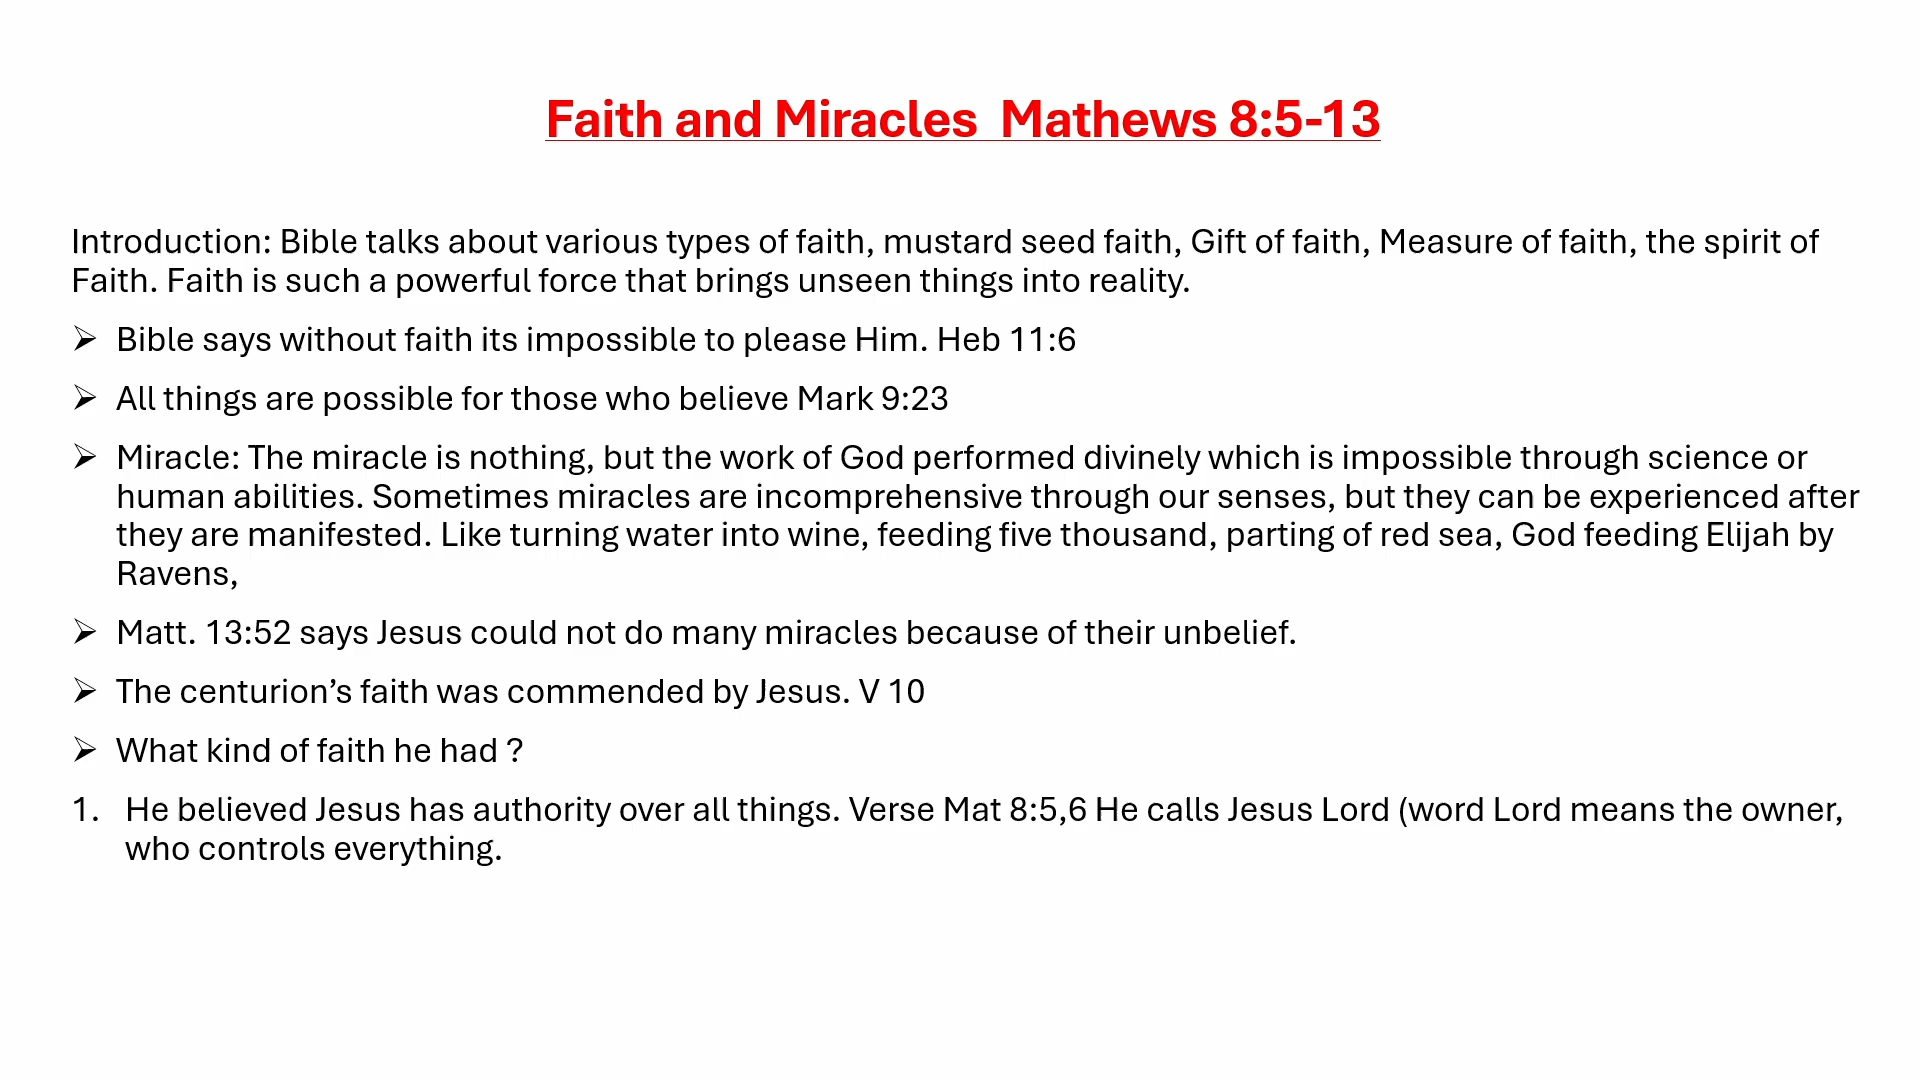 Faith and Miracles  Mathews 8:5-13
Introduction: Bible talks about various types of faith, mustard seed faith, Gift of faith, Measure of faith, the spirit of
Faith. Faith is such a powerful force that brings unseen things into reality.
➢ Bible says without faith its impossible to please Him. Heb 11:6
➢ All things are possible for those who believe Mark 9:23
➢ Miracle: The miracle is nothing, but the work of God performed divinely which is impossible through science or
human abilities. Sometimes miracles are incomprehensive through our senses, but they can be experienced after
they are manifested. Like turning water into wine, feeding five thousand, parting of red sea, God feeding Elijah by
Ravens,
➢ Matt. 13:52 says Jesus could not do many miracles because of their unbelief.
➢ The centurion’s faith was commended by Jesus. V 10
➢ What kind of faith he had ?
1. He believed Jesus has authority over all things. Verse Mat 8:5,6 He calls Jesus Lord (word Lord means the owner,
who controls everything.